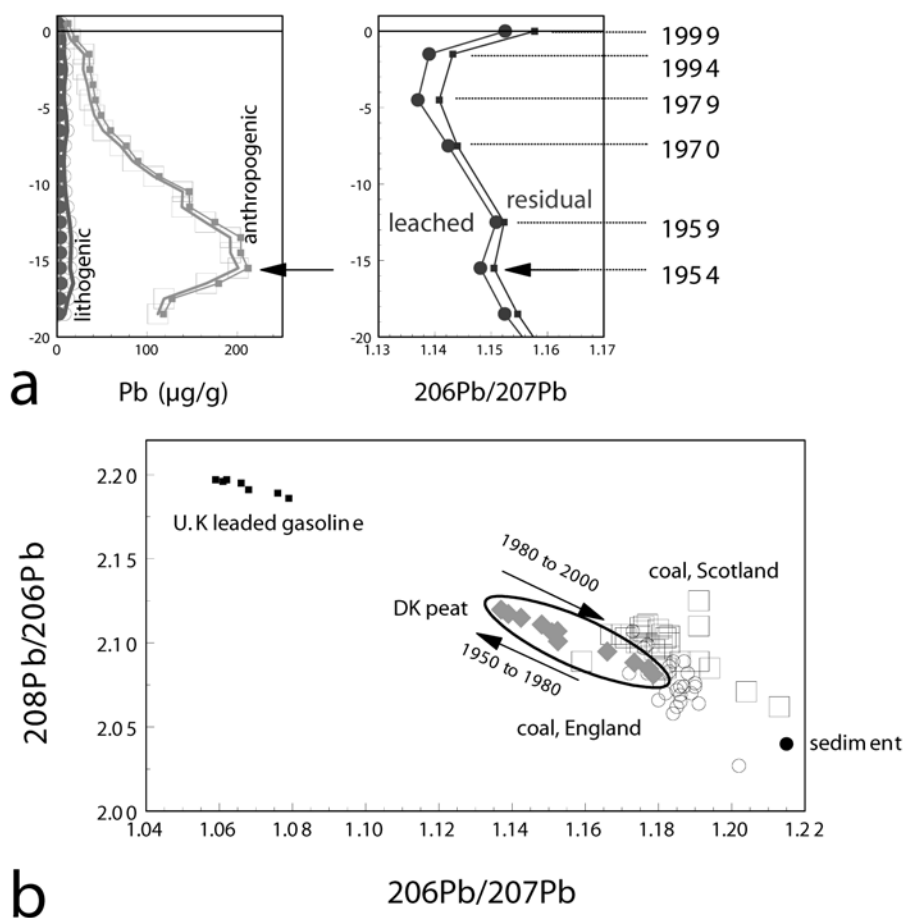 0
-5
-10
-15
-20
0
100
200
lithogenic
anthropogenic
Pb (µg/g)
a
0
-5
-10
-15
-20
1.13
1.14
1.15
1.16
1.17
leached
residual
206Pb/207Pb
1999
1994
1979
1970
1959
1954
2.20
2.15
2.10
2.05
2.00
208Pb/206Pb
U.K leaded gasoline
1980 to 2000
coal, Scotland
DK peat
1950 to 1980
coal, England
sediment
1.04
1.06
1.08
1.10
1.12
1.14
1.16
1.18
1.20
1.22
b
206Pb/207Pb